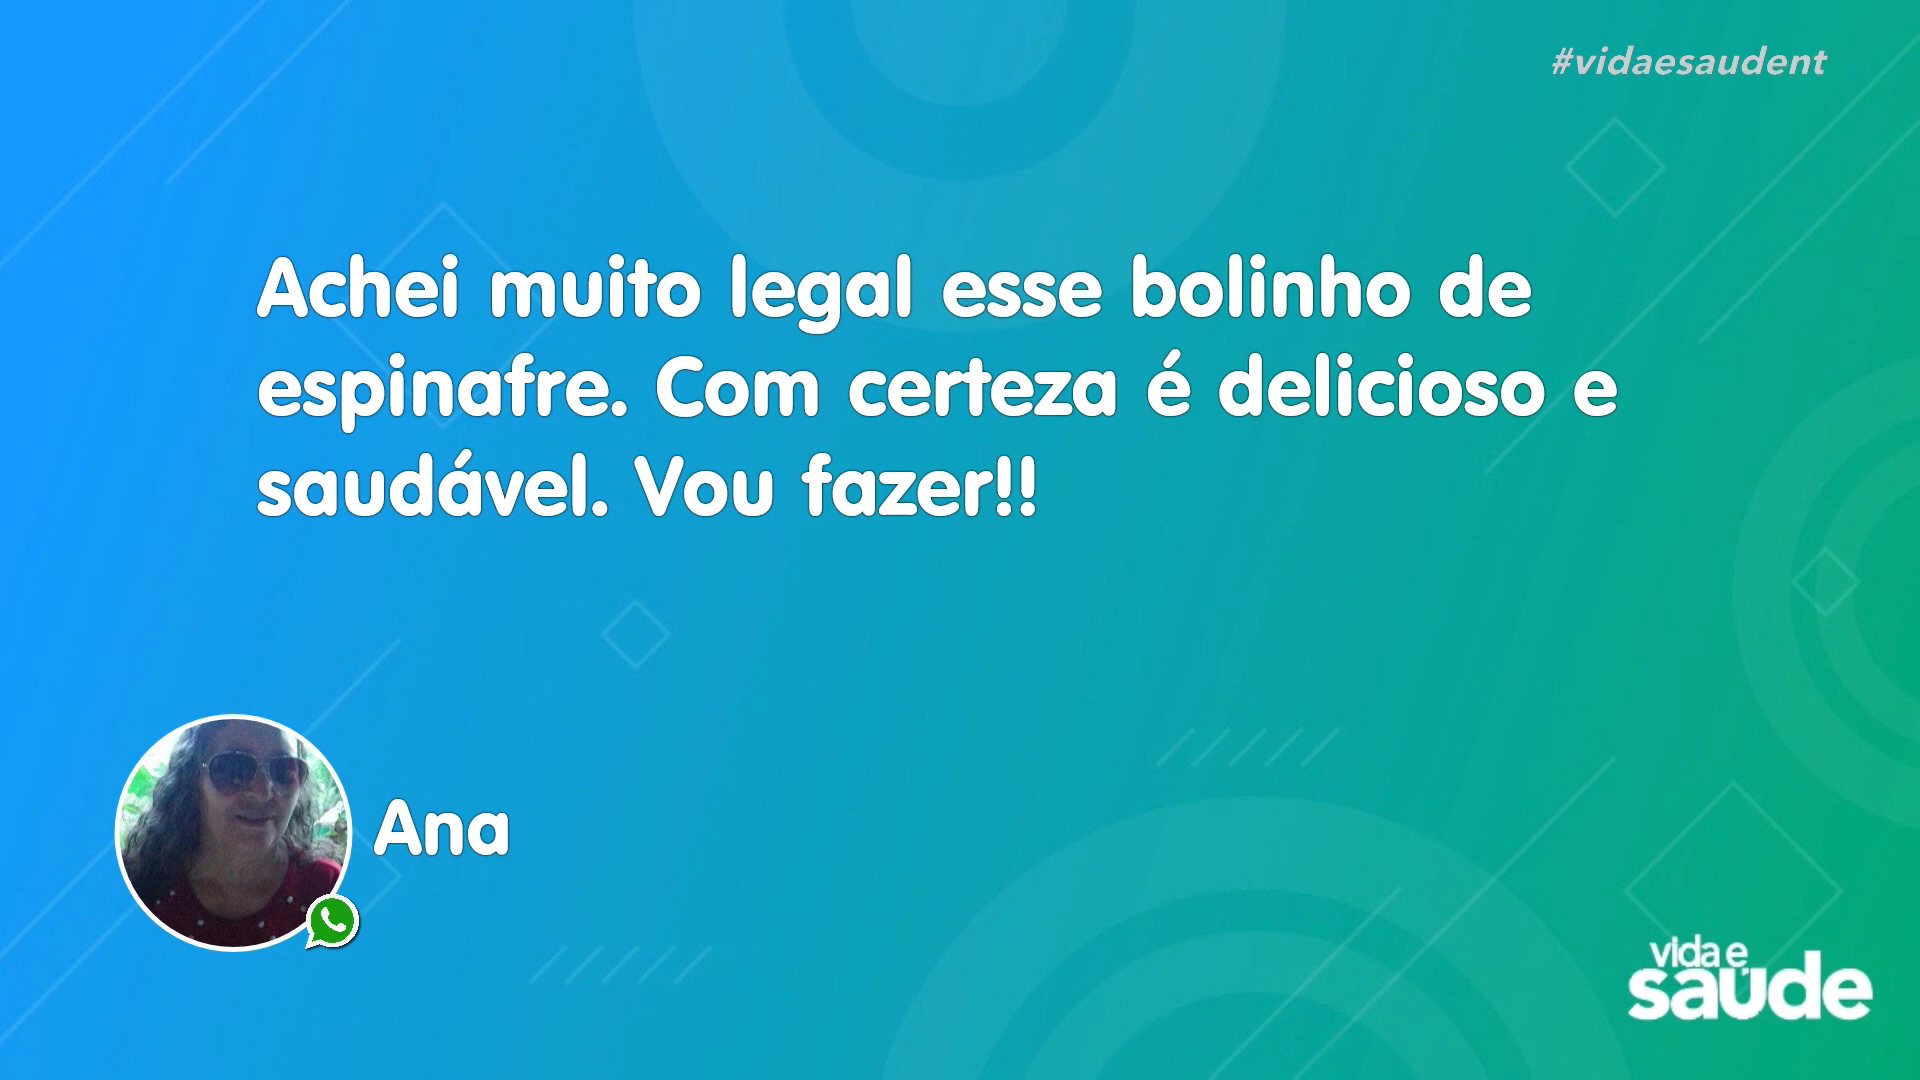 #vidaesaudent
Achei muito legal esse bolinho de
espinafre. Com certeza é delicioso e
saudável. Vou fazer!!
Ana
vida e
saúde